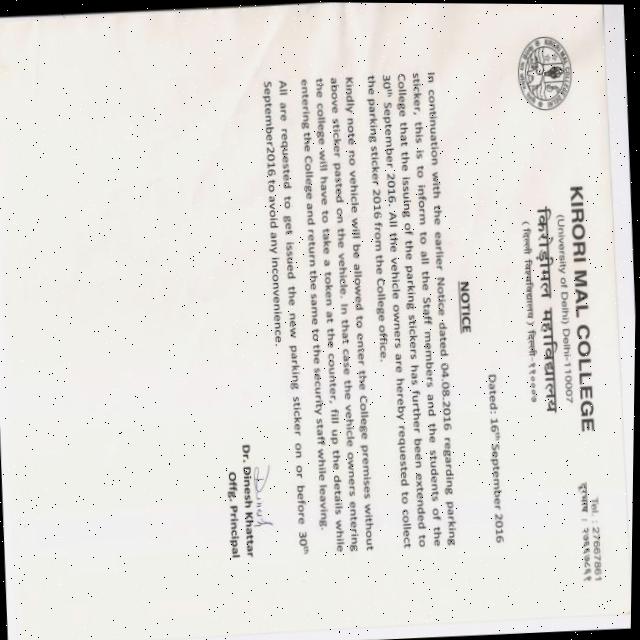 KIRORI MAL COLLEGE
(University of Delhi) Delhi-110007
किरोड़ीमल महाविद्यालय
( दिल्ली विश्वविद्यालय ) दिल्ली-११०००७
Tel. : 27667861
दूरभाष : २७६६७८६१
Dated: 16th September 2016
NOTICE
In continuation with the earlier Notice dated 04.08.2016 regarding parking
sticker, this is to inform to all the Staff members and the students of the
College that the issuing of the parking stickers has further been extended to
30th September 2016. All the vehicle owners are hereby requested to collect
the parking sticker 2016 from the College office.
Kindly note no vehicle will be allowed to enter the College premises without
above sticker pasted on the vehicle. In that case the vehicle owners entering
the college will have to take a token at the counter, fill up the details while
entering the College and return the same to the security staff while leaving.
All are requested to get issued the new parking sticker on or before 30th
September2016 to avoid any inconvenience.
Dr. Dinesh Khattar
Offg. Principal